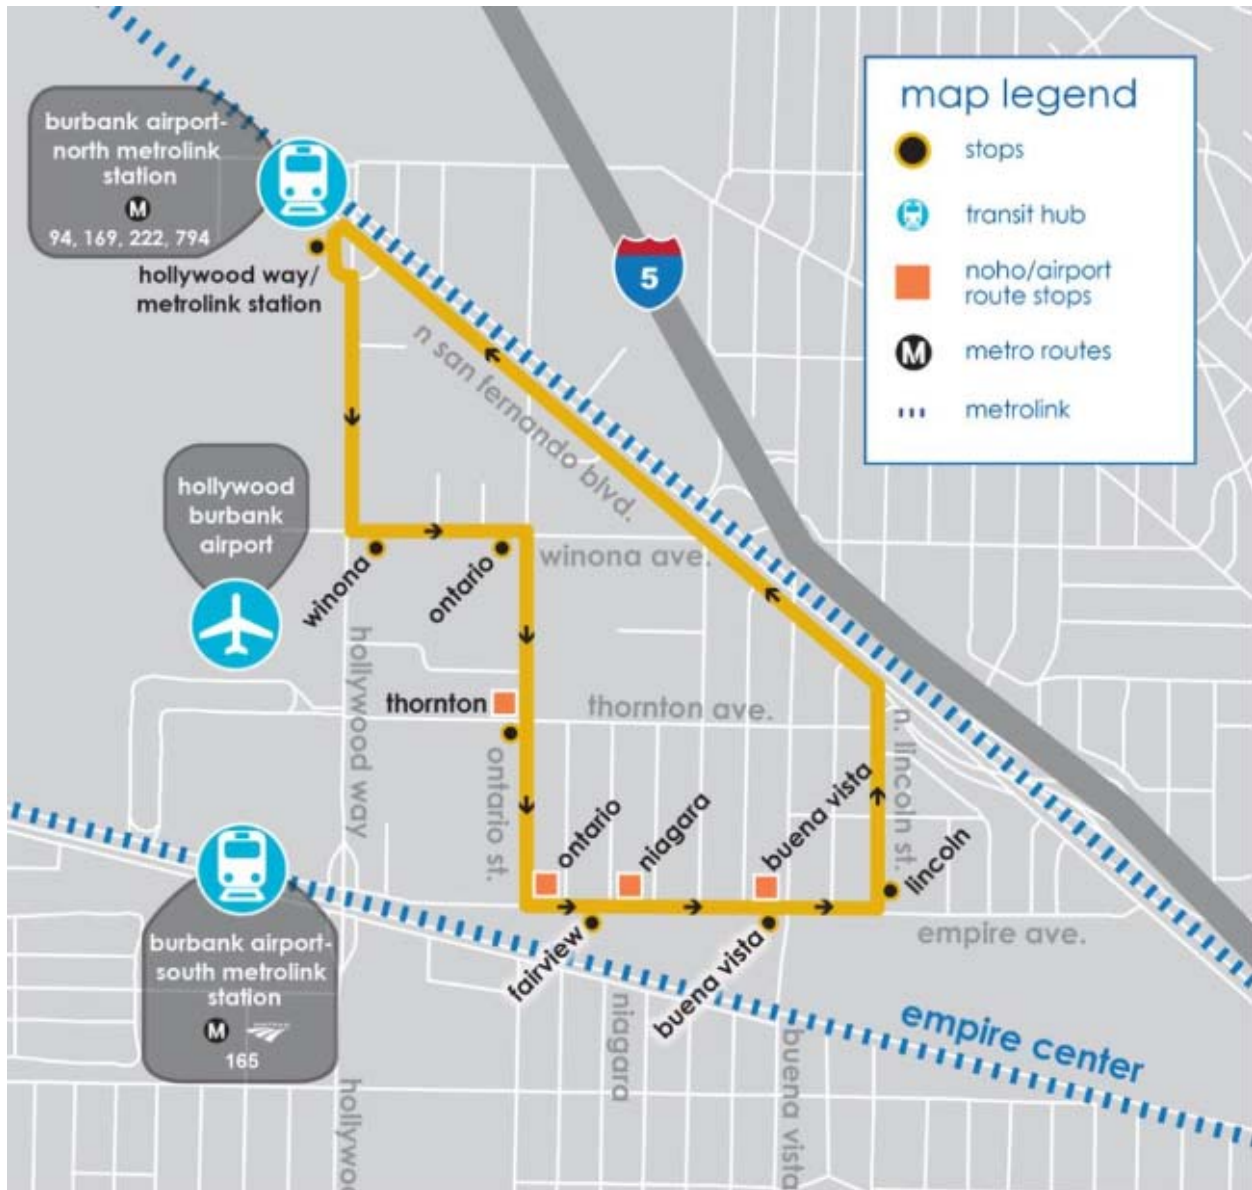 burbank airport-
north metrolink
station
M
94, 169, 222, 794
hollywood way/
metrolink station
map legend
stops
transit hub
noho/airport
route stops
M
metro routes
metrolink
5
n san fernando blvd.
hollywood
burbank
airport
winona
ontario
winona ave.
hollywood way
thornton
thornton ave.
ontario st.
n. lincoln st.
ontario
niagara
buena vista
lincoln
fairview
buena vista
empire ave.
burbank airport-
south metrolink
station
M
165
niagara
buena vista
empire center
hollywo